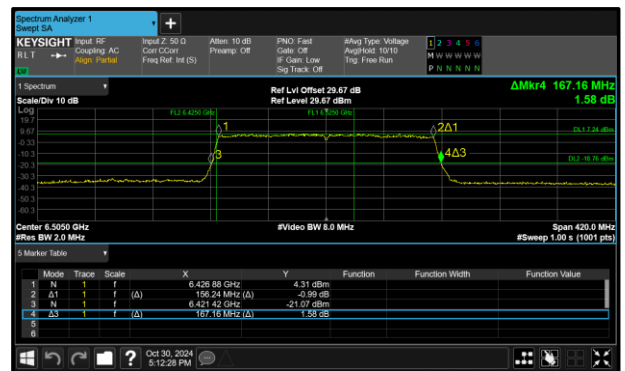 Spectrum Analyzer 1
Swept SA
+
KEYSIGHT Input: RF Input Z: 50 Ω Atten: 10 dB PNO: Fast #Avg Type: Voltage 1 2 3 4 5 6
RLT Coupling: AC Corr CCorr Preamp: Off Gate: Off Avg|Hold: 10/10 M W W W W W
Align: Partial Freq Ref: Int (S) IF Gain: Low Trig: Free Run
Sig Track: Off P N N N N N
LXI
1 Spectrum ΔMkr4 167.16 MHz
Ref Lvl Offset 29.67 dB
Scale/Div 10 dB Ref Level 29.67 dBm 1.58 dB
Log
FL2 6.4250 GHz
19.7
9.67
1
2Δ1
DL1 7.24 dBm
-0.33
-10.3
3
4Δ3
DL2 -18.76 dBm
-20.3
-30.3
-40.3
-50.3
-60.3
Center 6.5050 GHz #Video BW 8.0 MHz Span 420.0 MHz
#Res BW 2.0 MHz #Sweep 1.00 s (1001 pts)
5 Marker Table
Mode Trace Scale X Y Function Function Width Function Value
1 N 1 f 6.426 88 GHz 4.31 dBm
2 Δ1 1 f (Δ) 156.24 MHz (Δ) -0.99 dB
3 N 1 f 6.421 42 GHz -21.07 dBm
4 Δ3 1 f (Δ) 167.16 MHz (Δ) 1.58 dB
5
6
? Oct 30, 2024
5:12:28 PM